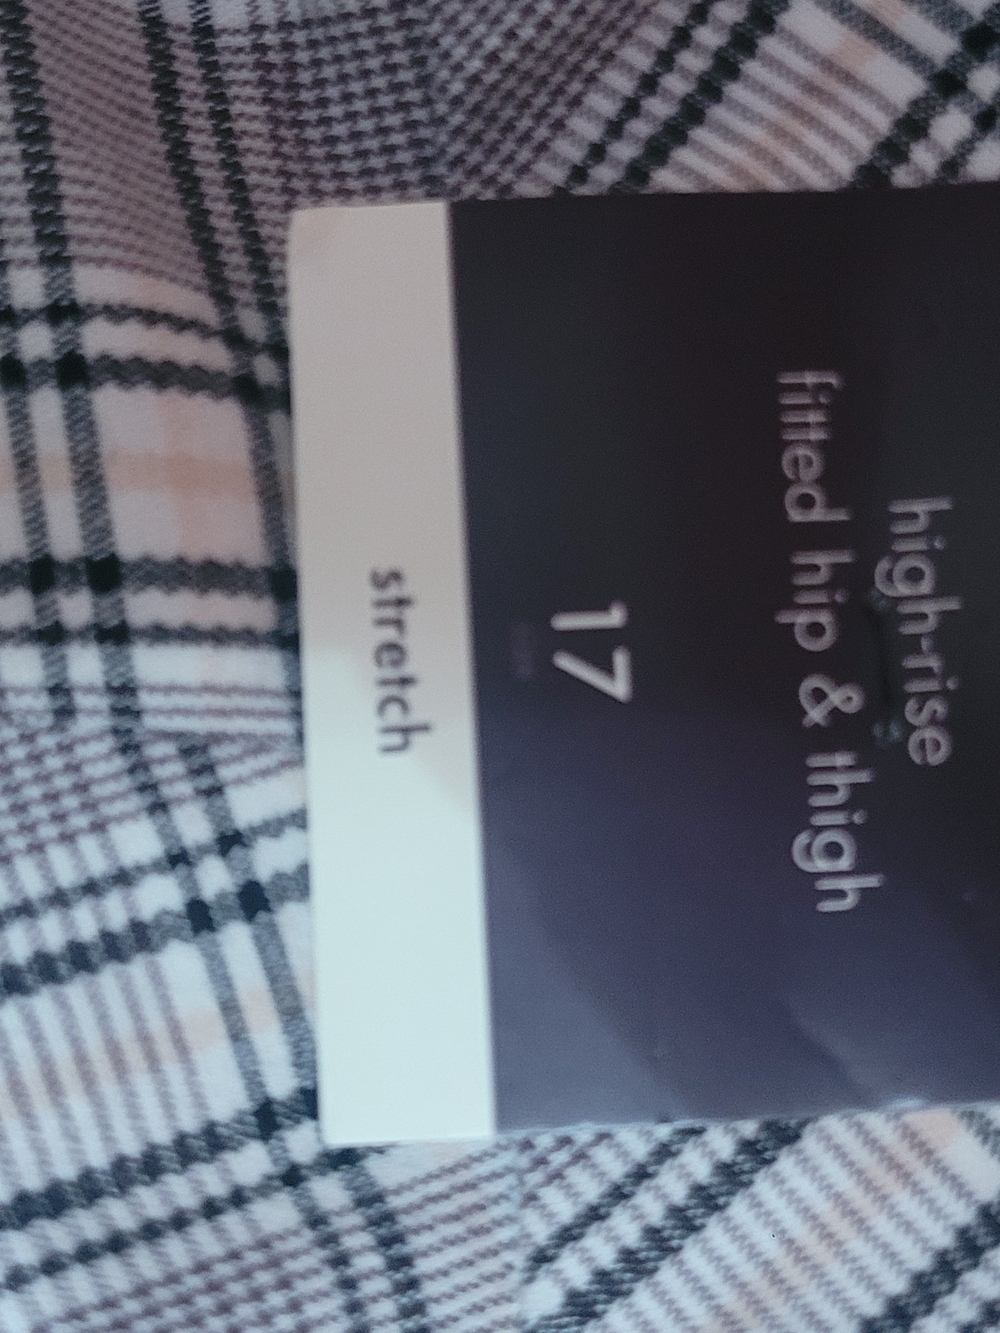 high-rise
fitted hip & thigh
17
stretch